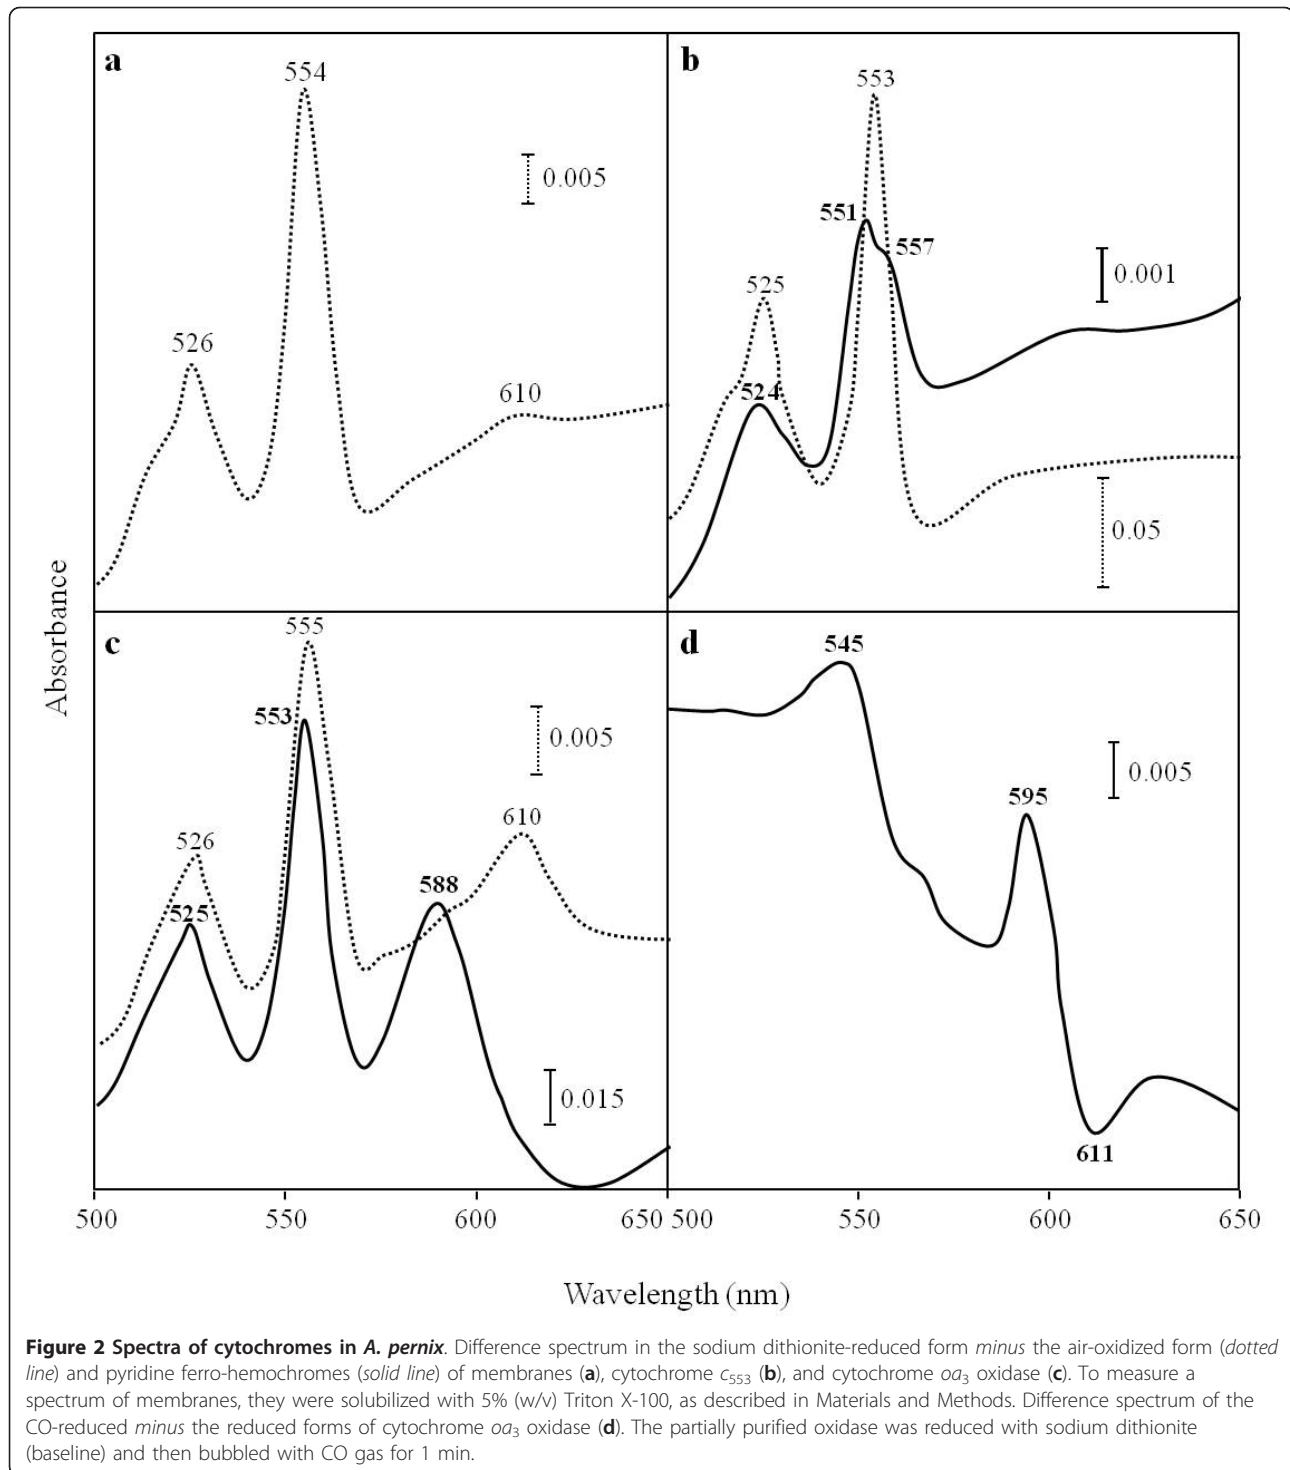 a
554
526
610
0.005
b
553
551
557
525
524
0.001
0.05
c
555
553
526
525
610
588
0.005
0.015
d
545
595
611
0.005
Absorbance
500 550 600 650 500 550 600 650
Wavelength (nm)
Figure 2 Spectra of cytochromes in A. pernix. Difference spectrum in the sodium dithionite-reduced form minus the air-oxidized form (dotted
line) and pyridine ferro-hemochromes (solid line) of membranes (a), cytochrome c553 (b), and cytochrome oa3 oxidase (c). To measure a
spectrum of membranes, they were solubilized with 5% (w/v) Triton X-100, as described in Materials and Methods. Difference spectrum of the
CO-reduced minus the reduced forms of cytochrome oa3 oxidase (d). The partially purified oxidase was reduced with sodium dithionite
(baseline) and then bubbled with CO gas for 1 min.